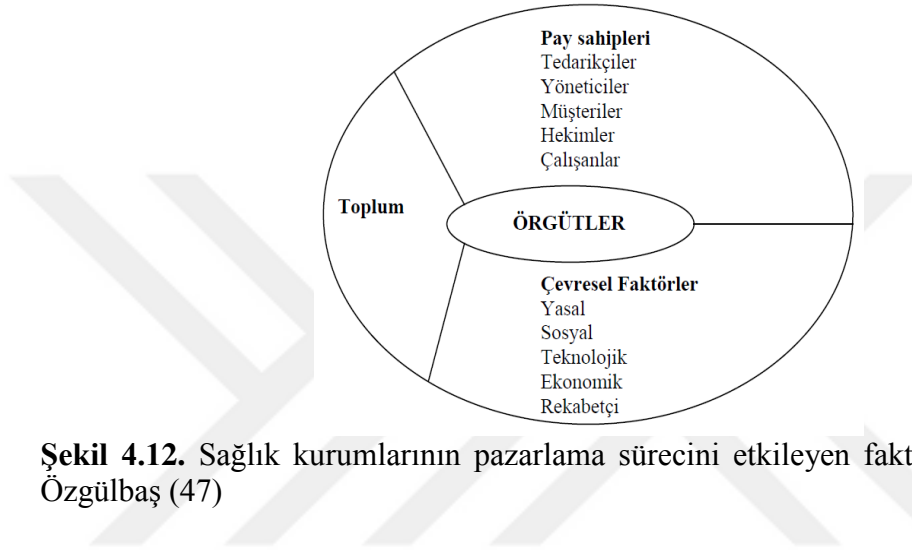 Pay sahipleri
Tedarikçiler
Yöneticiler
Müşteriler
Hekimler
Çalışanlar
Toplum
ÖRGÜTLER
Çevresel Faktörler
Yasal
Sosyal
Teknolojik
Ekonomik
Rekabetçi
Şekil 4.12. Sağlık kurumlarının pazarlama sürecini etkileyen fakt
Özgülbaş (47)